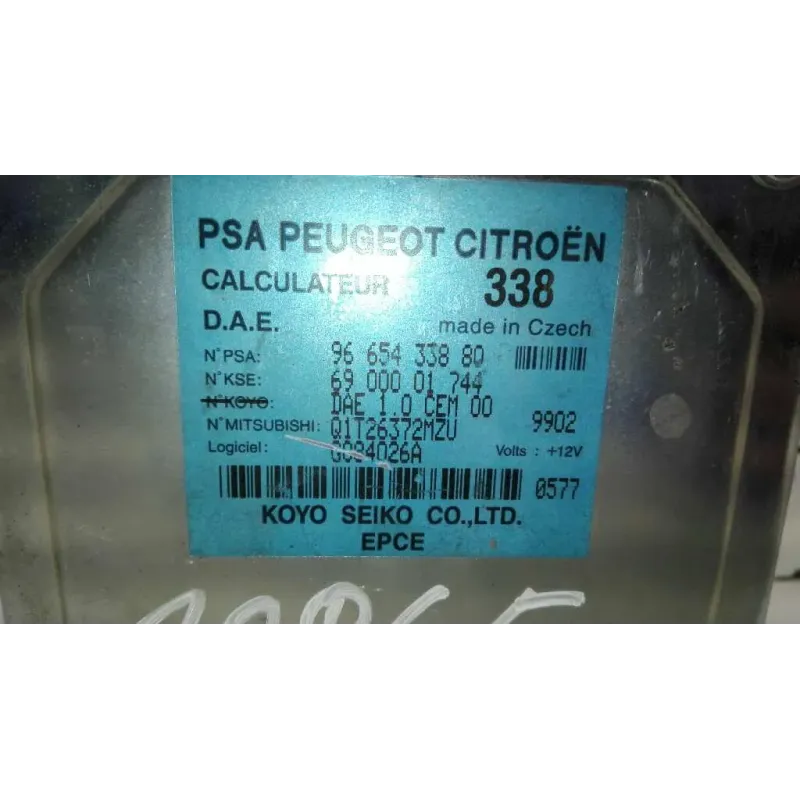 PSA PEUGEOT CITROËN
CALCULATEUR 338
D.A.E. made in Czech
N°PSA: 96 654 338 80
N°KSE: 69 000 01 744
N°KOYO: DAE 1.0 CEM 00
N°MITSUBISHI: Q1T26372MZU 9902
Logiciel: G084026A Volts : +12V
0577
KOYO SEIKO CO.,LTD.
EPCE